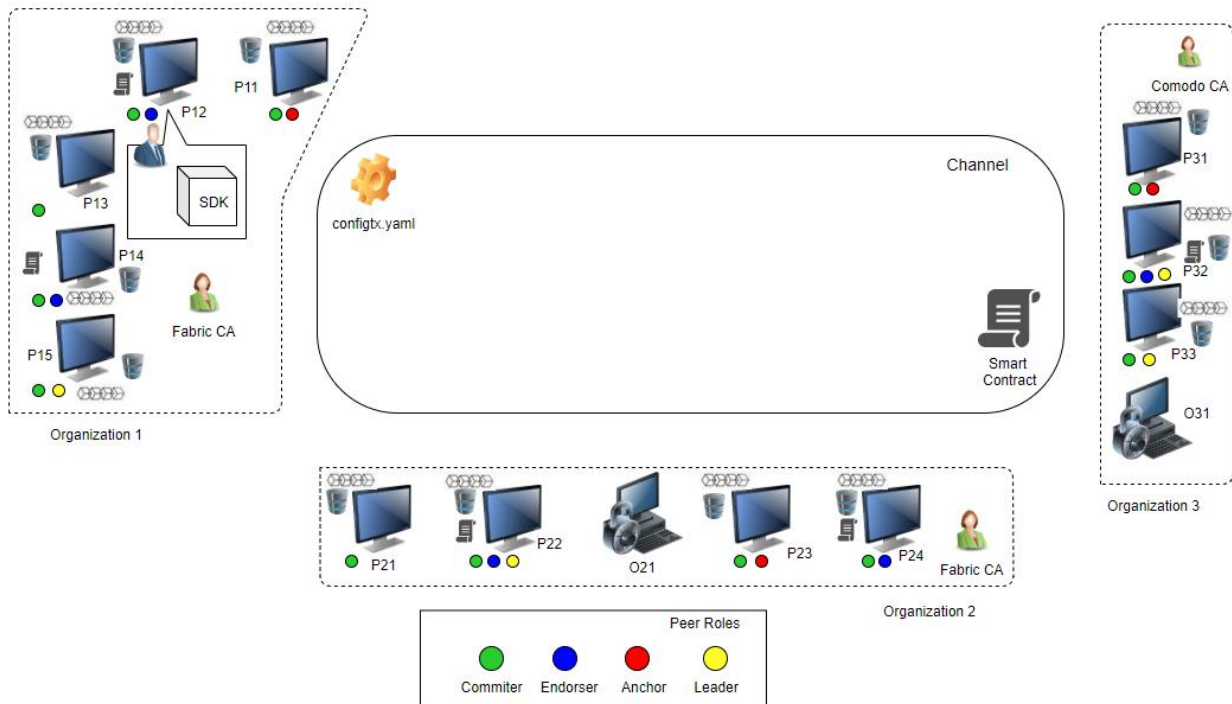 P12
P11
P13
SDK
P14
Fabric CA
P15
Organization 1
configtx.yaml
Channel
Smart
Contract
Comodo CA
P31
P32
P33
O31
Organization 3
P21
P22
O21
P23
P24
Fabric CA
Organization 2
Peer Roles
Commiter
Endorser
Anchor
Leader